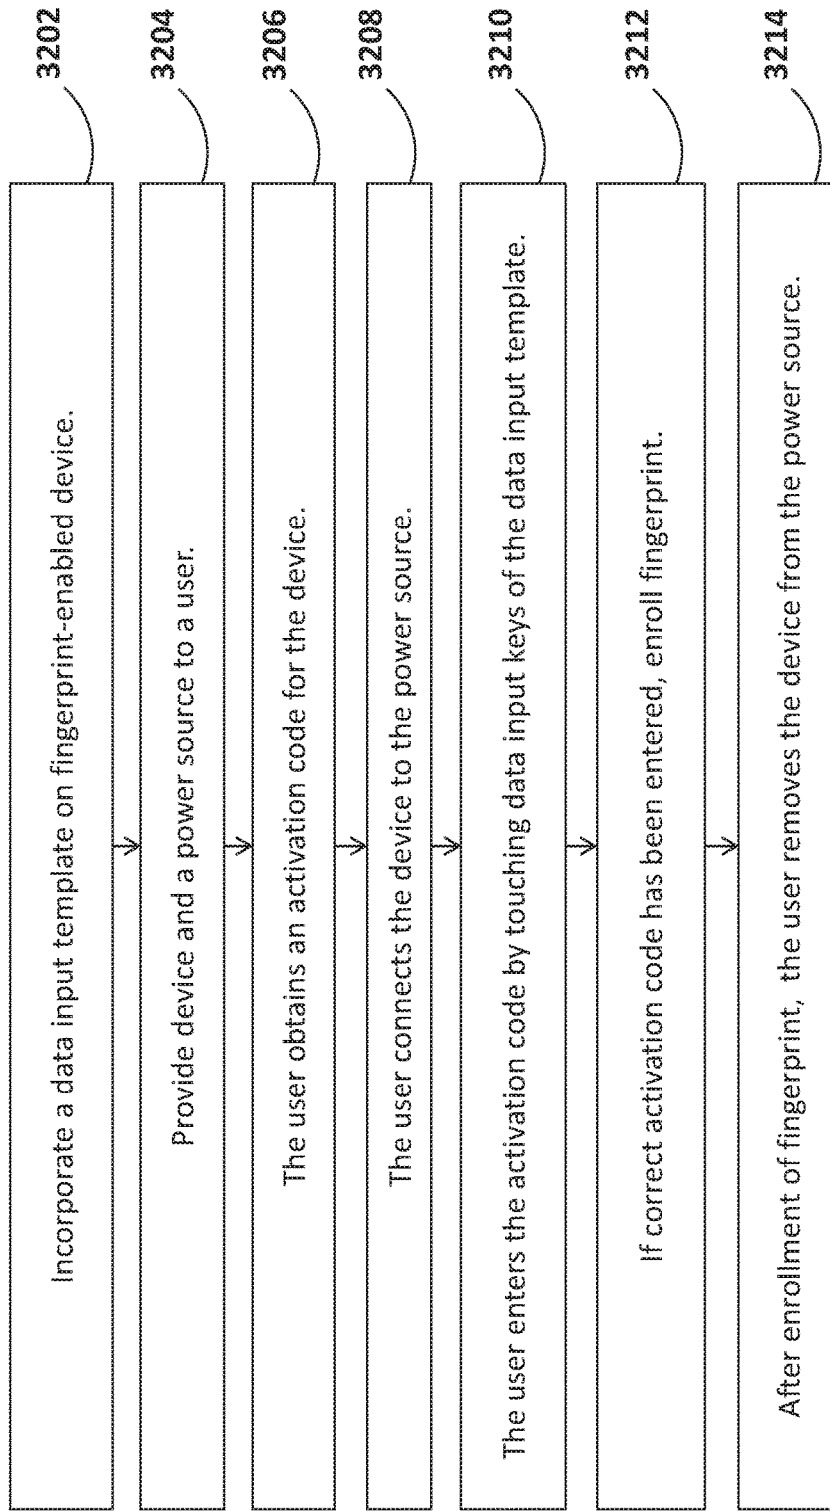 Incorporate a data input template on fingerprint-enabled device.
3202
Provide device and a power source to a user.
3204
The user obtains an activation code for the device.
3206
The user connects the device to the power source.
3208
The user enters the activation code by touching data input keys of the data input template.
3210
If correct activation code has been entered, enroll fingerprint.
3212
After enrollment of fingerprint, the user removes the device from the power source.
3214